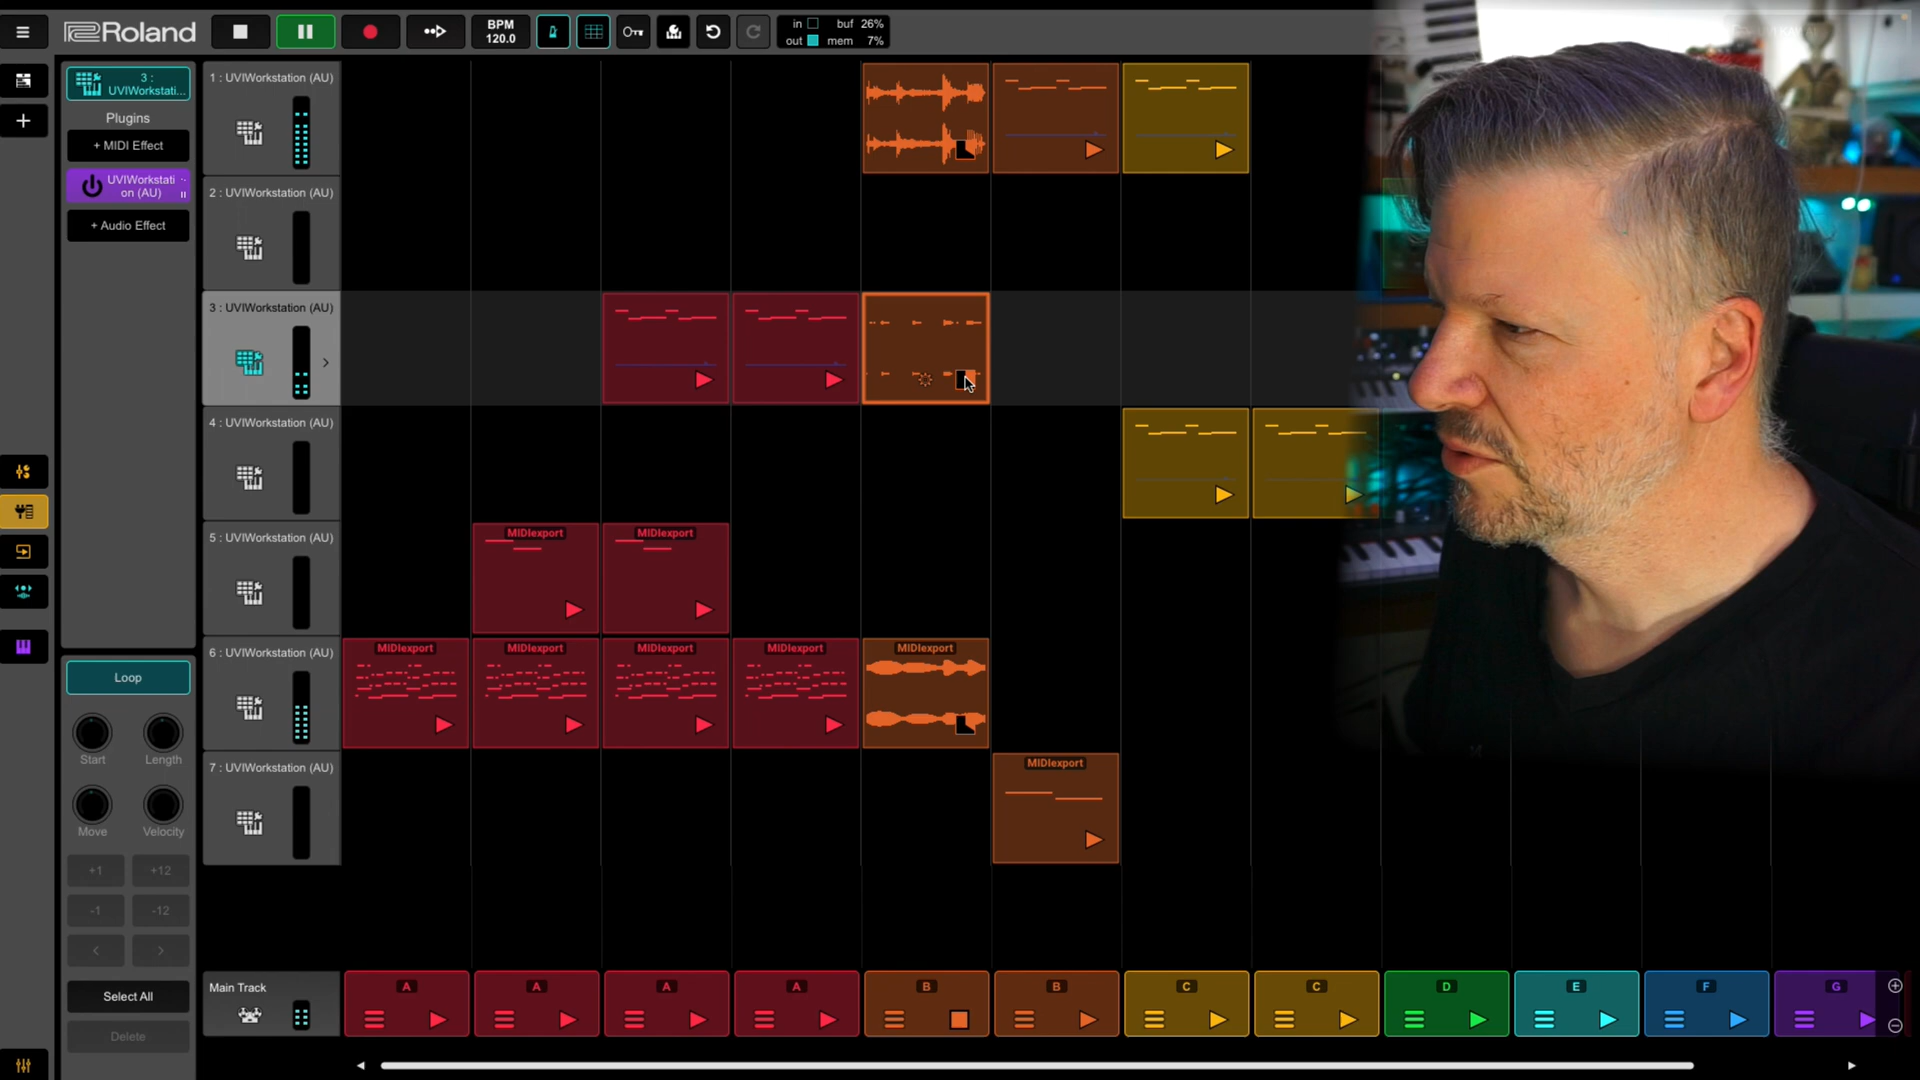 Roland
BPM
120.0
in buf 26%
out mem 7%
3 :
UVIWorkstati...
Plugins
+ MIDI Effect
UVIWorkstati
on (AU)
+ Audio Effect
1 : UVIWorkstation (AU)
2 : UVIWorkstation (AU)
3 : UVIWorkstation (AU)
4 : UVIWorkstation (AU)
5 : UVIWorkstation (AU)
MIDIexport MIDIexport
6 : UVIWorkstation (AU)
MIDIexport MIDIexport MIDIexport MIDIexport MIDIexport
7 : UVIWorkstation (AU)
MIDIexport
Loop
Start Length
Move Velocity
+1 +12
-1 -12
< >
Select All
Delete
Main Track
A A A A B B C C D E F G